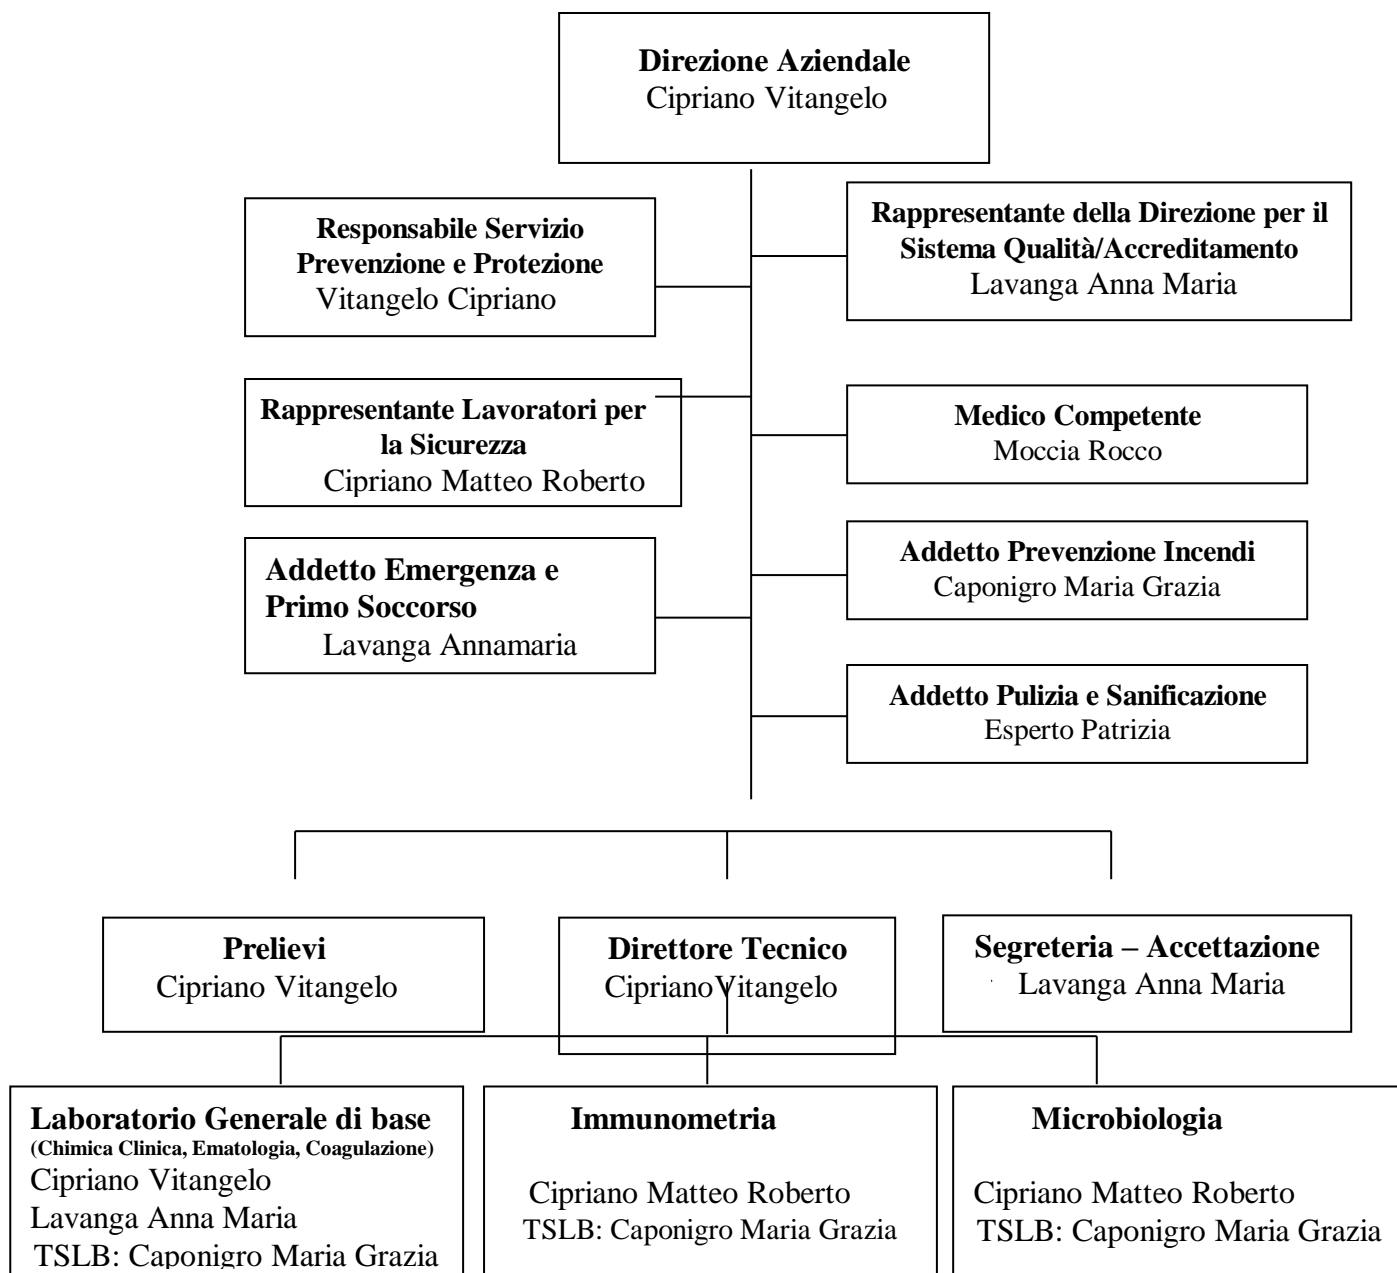 Direzione Aziendale
Cipriano Vitangelo
Responsabile Servizio
Prevenzione e Protezione
Vitangelo Cipriano
Rappresentante della Direzione per il
Sistema Qualità/Accreditamento
Lavanga Anna Maria
Rappresentante Lavoratori per
la Sicurezza
Cipriano Matteo Roberto
Medico Competente
Moccia Rocco
Addetto Emergenza e
Primo Soccorso
Lavanga Annamaria
Addetto Prevenzione Incendi
Caponigro Maria Grazia
Addetto Pulizia e Sanificazione
Esperto Patrizia
Prelievi
Cipriano Vitangelo
Direttore Tecnico
Cipriano Vitangelo
Segreteria – Accettazione
Lavanga Anna Maria
Laboratorio Generale di base
(Chimica Clinica, Ematologia, Coagulazione)
Cipriano Vitangelo
Lavanga Anna Maria
TSLB: Caponigro Maria Grazia
Immunometria
Cipriano Matteo Roberto
TSLB: Caponigro Maria Grazia
Microbiologia
Cipriano Matteo Roberto
TSLB: Caponigro Maria Grazia